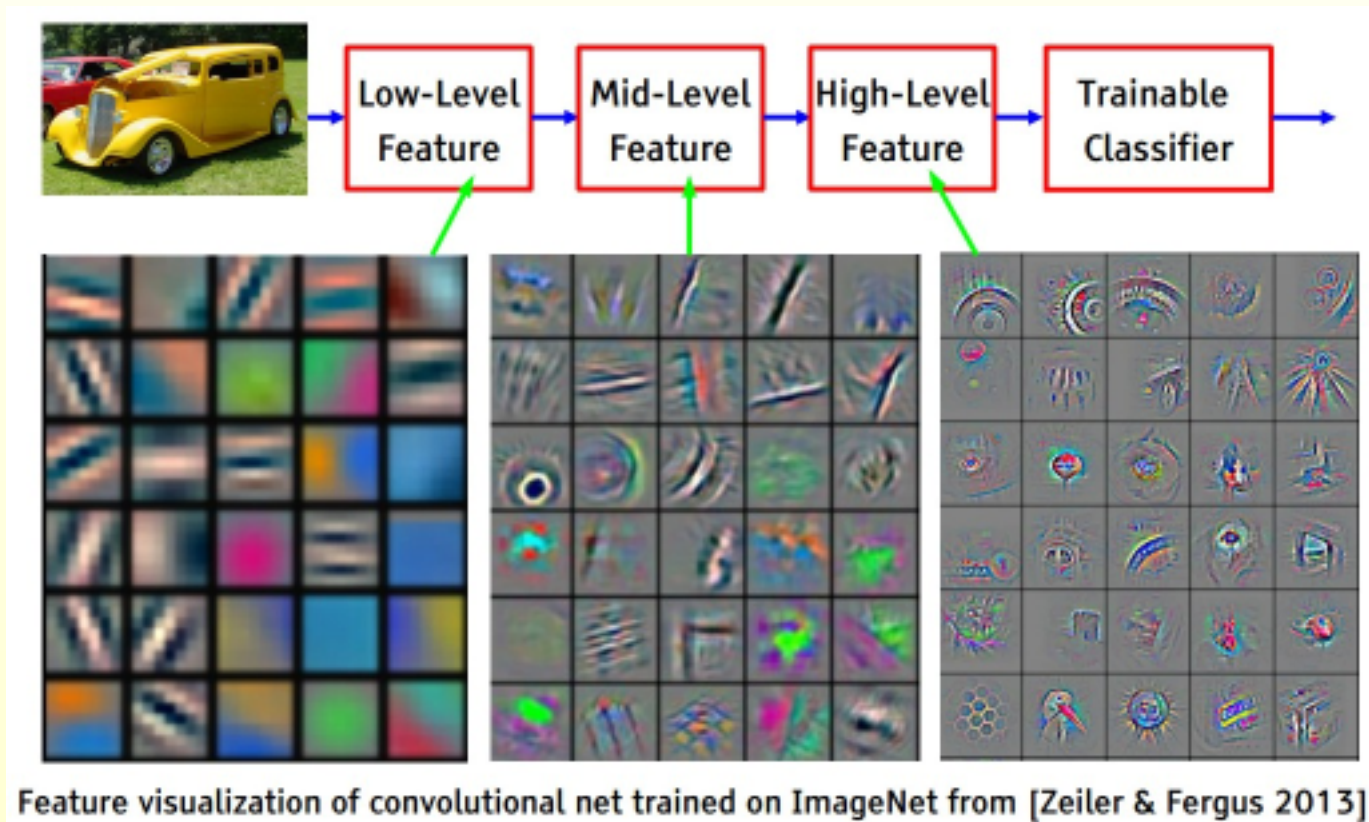 Low-Level
Feature
Mid-Level
Feature
High-Level
Feature
Trainable
Classifier
Feature visualization of convolutional net trained on ImageNet from [Zeiler & Fergus 2013]